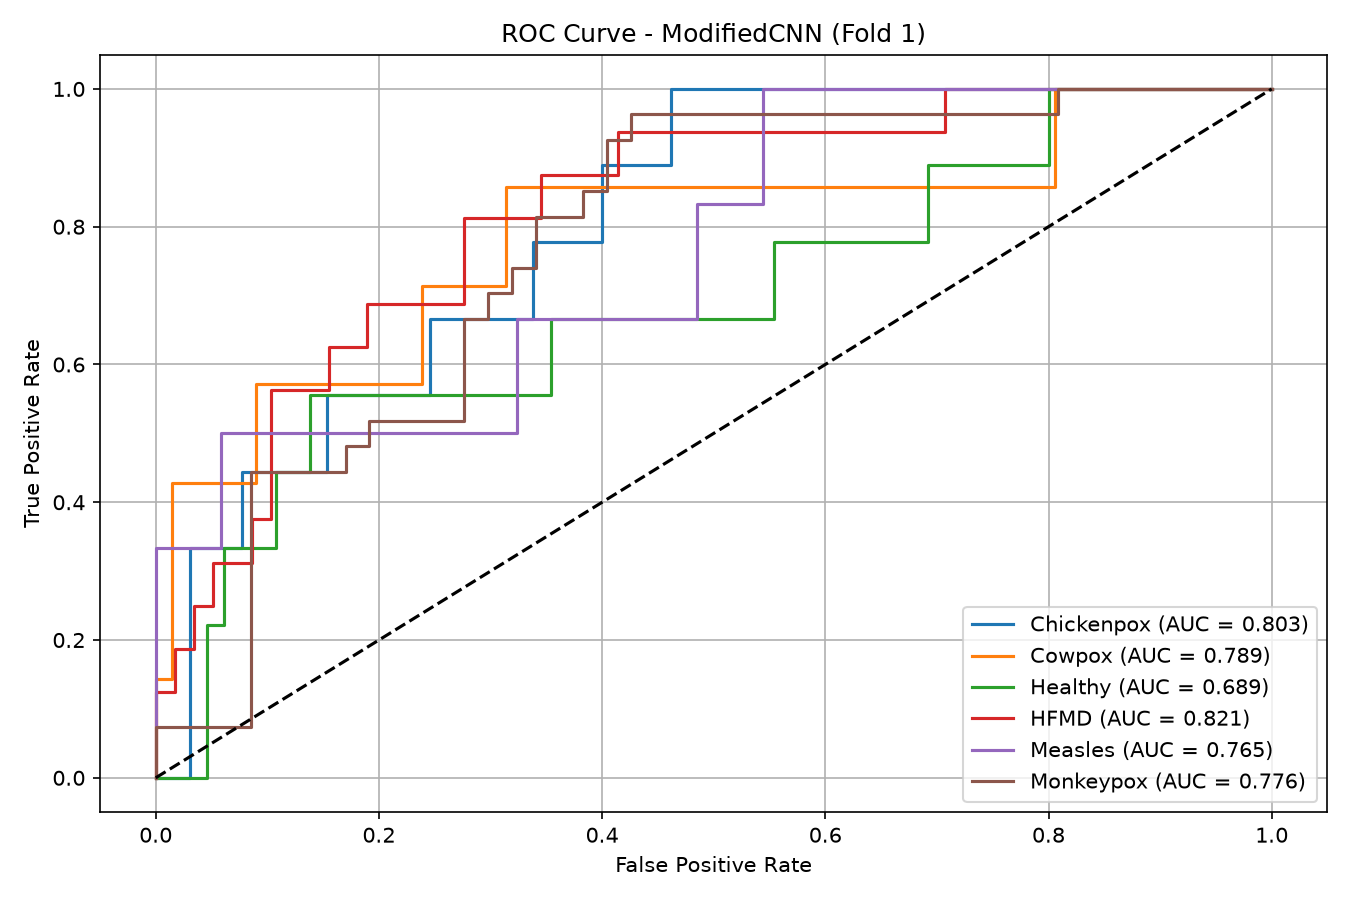 ROC Curve - ModifiedCNN (Fold 1)
True Positive Rate
1.0
0.8
0.6
0.4
0.2
0.0
Chickenpox (AUC = 0.803)
Cowpox (AUC = 0.789)
Healthy (AUC = 0.689)
HFMD (AUC = 0.821)
Measles (AUC = 0.765)
Monkeypox (AUC = 0.776)
0.0 0.2 0.4 0.6 0.8 1.0
False Positive Rate